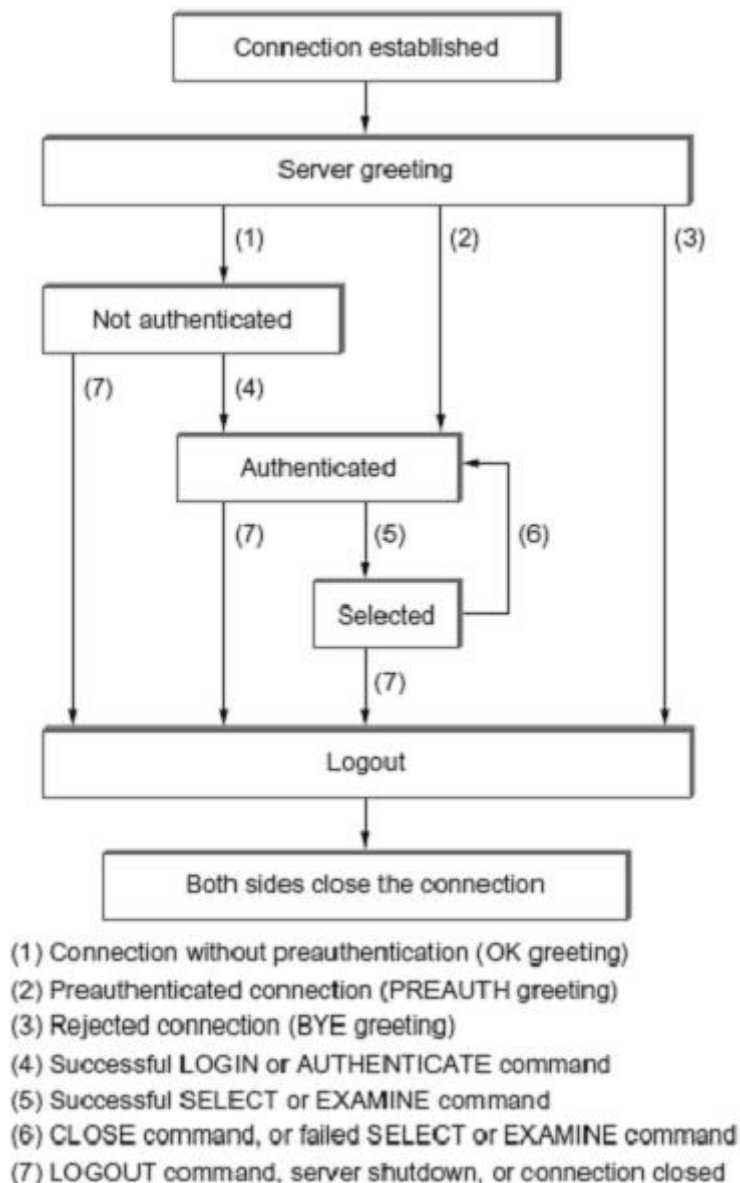 Connection established
Server greeting
(1)
(2)
(3)
Not authenticated
(7)
(4)
Authenticated
(7)
(5)
(6)
Selected
(7)
Logout
Both sides close the connection
(1) Connection without preauthentication (OK greeting)
(2) Preauthenticated connection (PREAUTH greeting)
(3) Rejected connection (BYE greeting)
(4) Successful LOGIN or AUTHENTICATE command
(5) Successful SELECT or EXAMINE command
(6) CLOSE command, or failed SELECT or EXAMINE command
(7) LOGOUT command, server shutdown, or connection closed